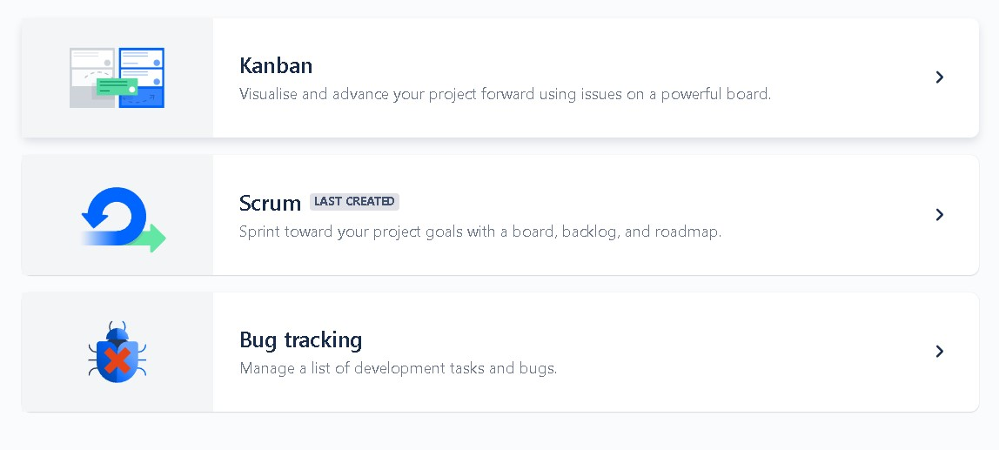 Kanban
Visualise and advance your project forward using issues on a powerful board.
Scrum LAST CREATED
Sprint toward your project goals with a board, backlog, and roadmap.
Bug tracking
Manage a list of development tasks and bugs.